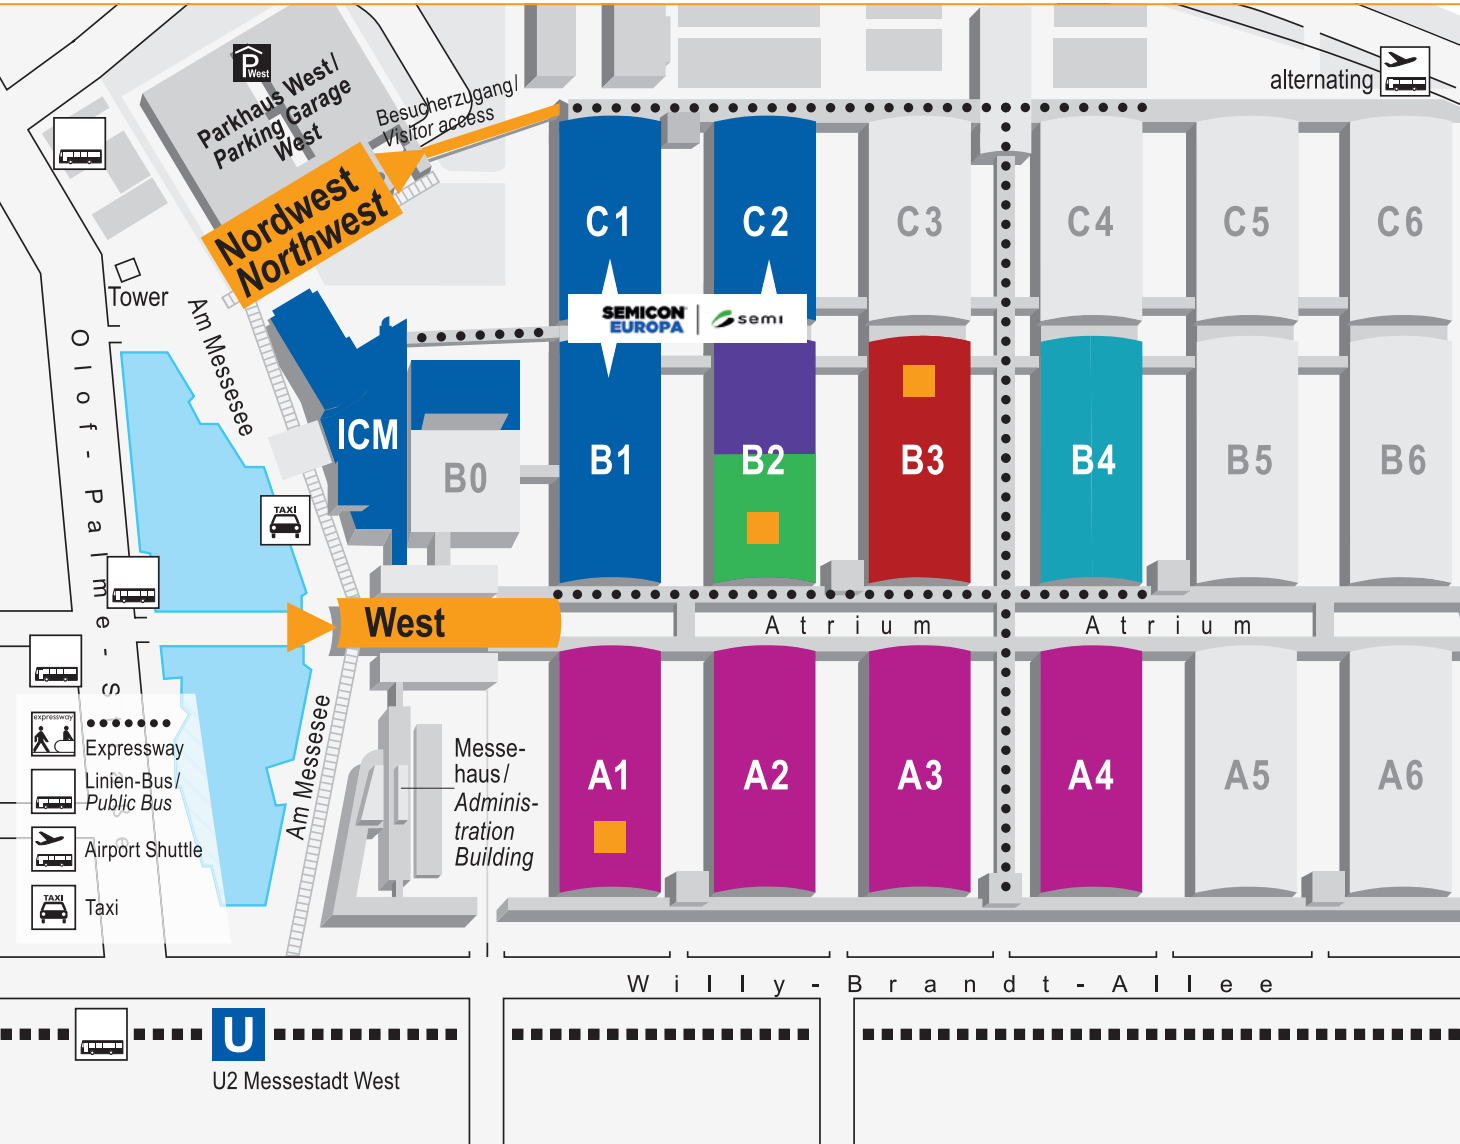 P
West
Parkhaus West/
Parking Garage
West
Besucherzugang/
Visitor access
alternating
Nordwest
Northwest
Tower
Am Messesee
Olof-Palme-S
C1
C2
C3
C4
C5
C6
SEMICON
EUROPA
semi
ICM
B0
B1
B2
B3
B4
B5
B6
TAXI
West
Atrium
Atrium
A1
A2
A3
A4
A5
A6
Am Messesee
Messe-
haus/
Adminis-
tration
Building
expressway
Expressway
Linien-Bus/
Public Bus
Airport Shuttle
TAXI
Taxi
Willy-Brandt-Allee
U
U2 Messestadt West